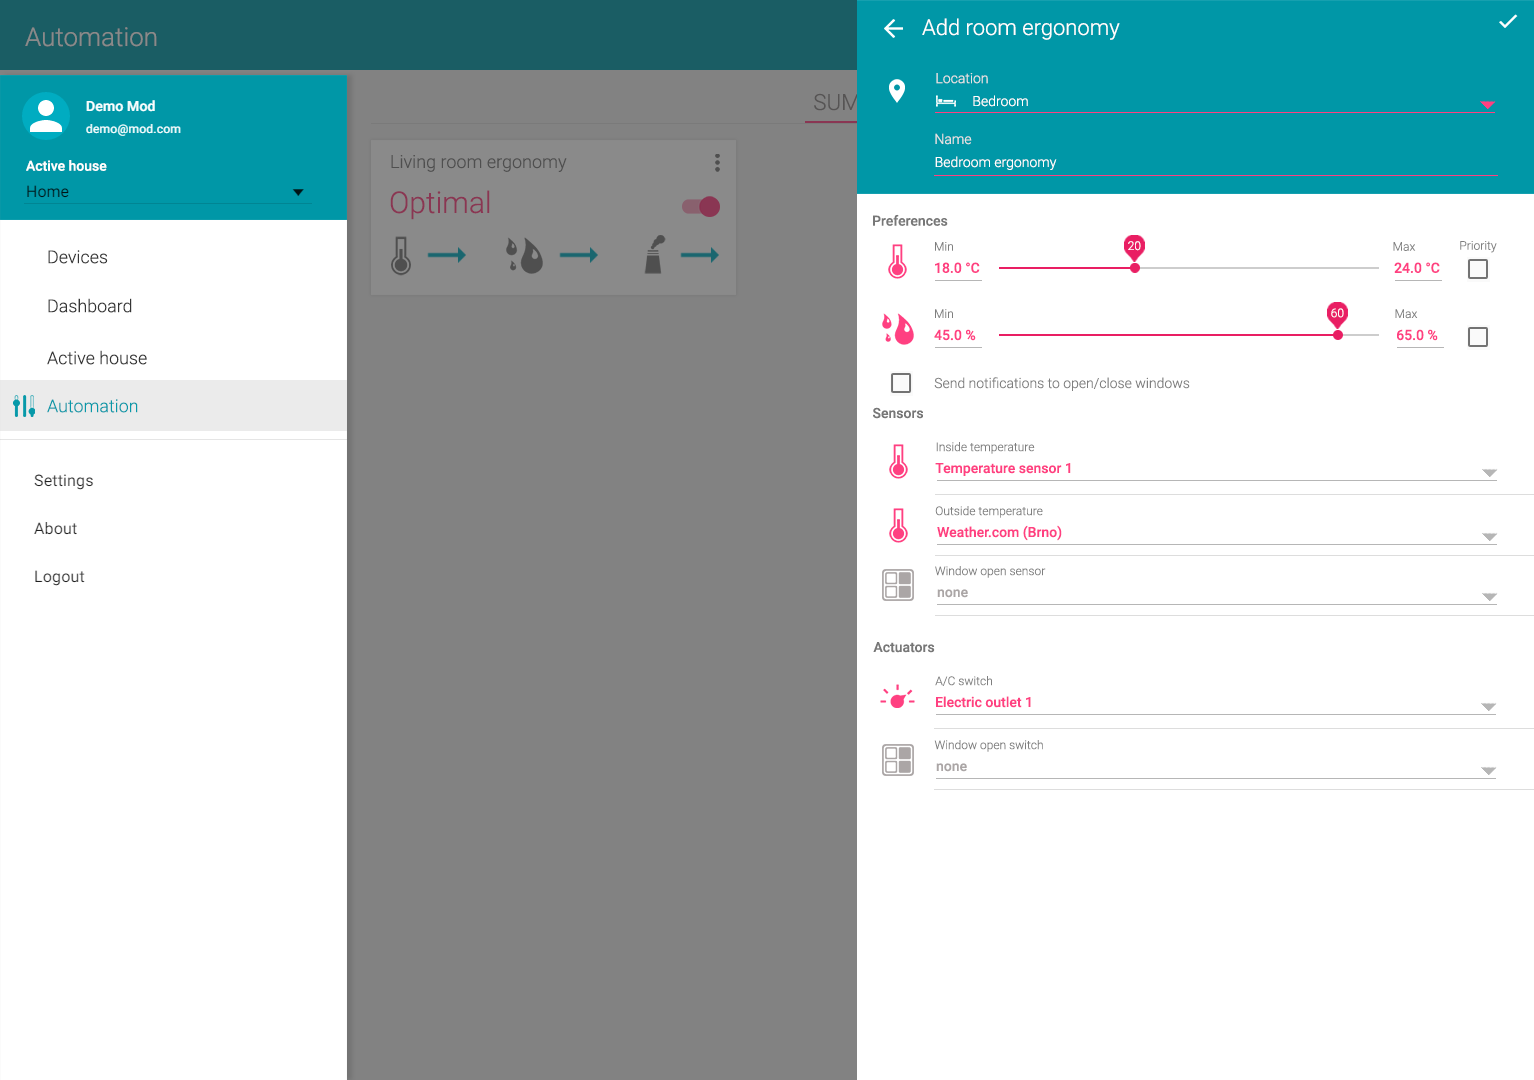 Automation
Demo Mod
demo@mod.com
Active house
Home
Devices
Dashboard
Active house
Automation
Settings
About
Logout
SUM
Living room ergonomy
Optimal
Add room ergonomy
Location
Bedroom
Name
Bedroom ergonomy
Preferences
Min
20
Max
Priority
18.0 °C
24.0 °C
Min
60
Max
45.0 %
65.0 %
Send notifications to open/close windows
Sensors
Inside temperature
Temperature sensor 1
Outside temperature
Weather.com (Brno)
Window open sensor
none
Actuators
A/C switch
Electric outlet 1
Window open switch
none